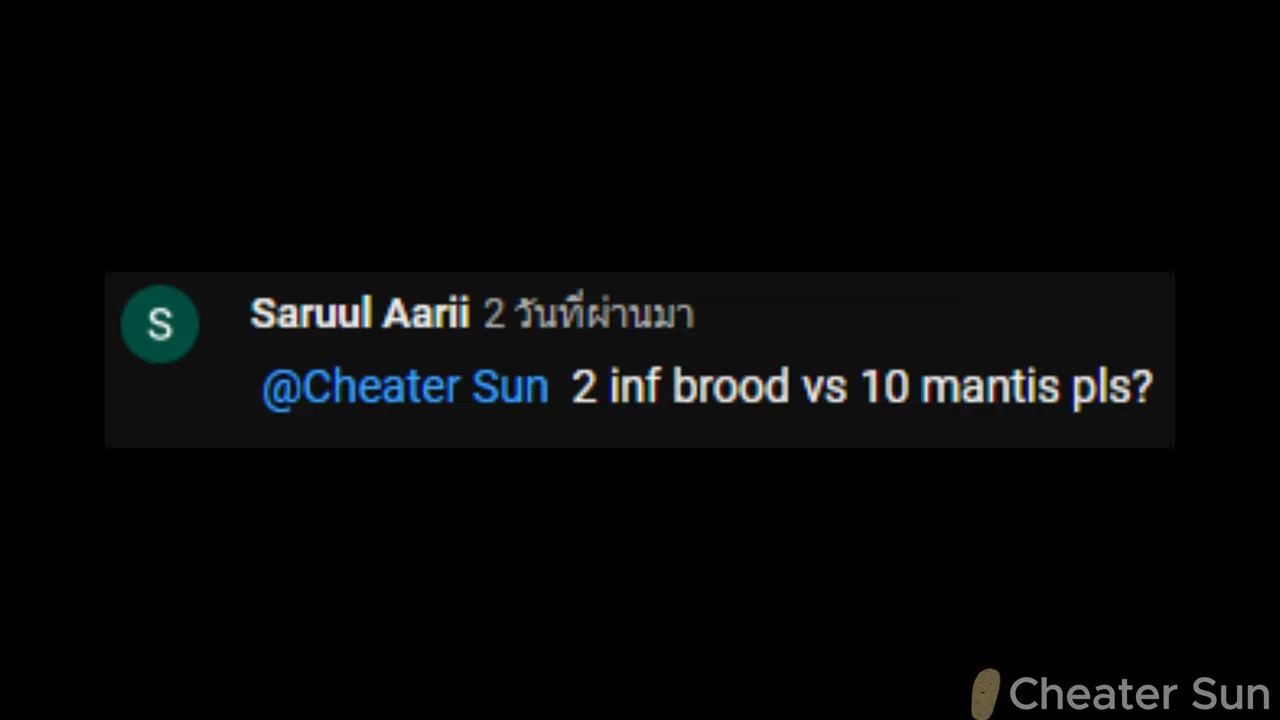 S
Saruul Aarii 2 วันที่ผ่านมา
@Cheater Sun 2 inf brood vs 10 mantis pls?
Cheater Sun